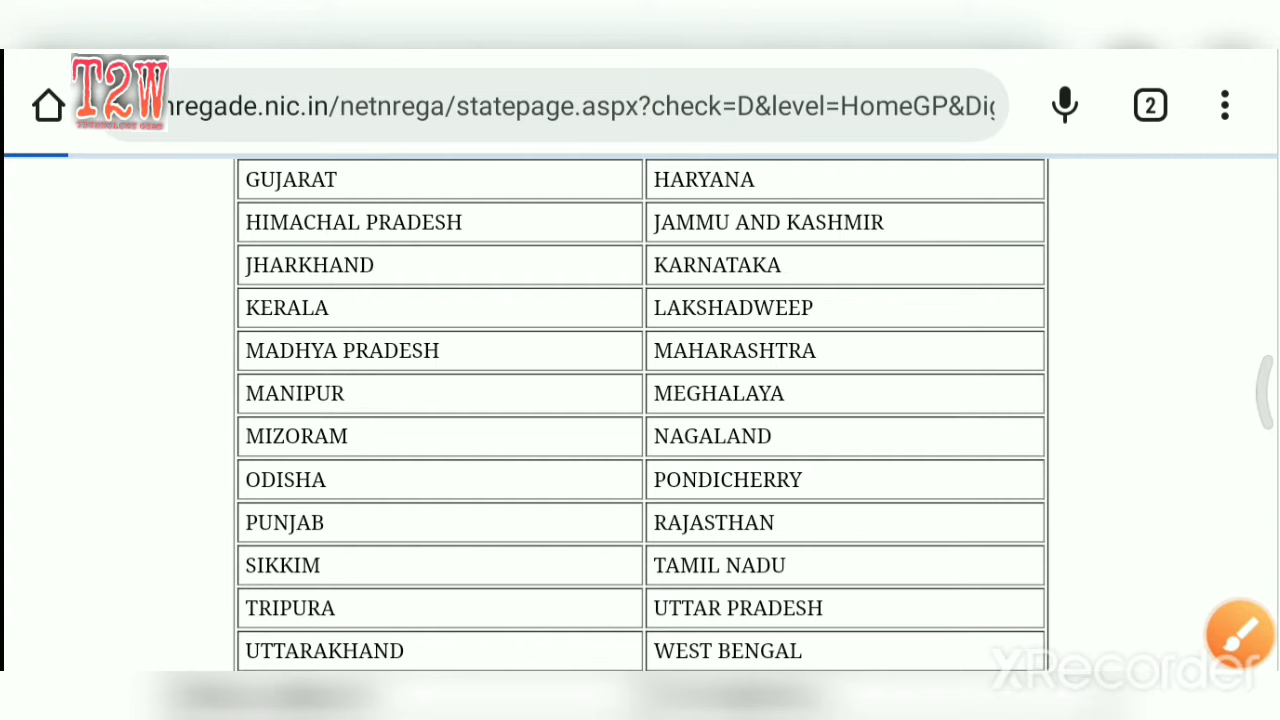 T2W
nregade.nic.in/netnrega/statepage.aspx?check=D&level=HomeGP&Dig
2
GUJARAT HARYANA
HIMACHAL PRADESH JAMMU AND KASHMIR
JHARKHAND KARNATAKA
KERALA LAKSHADWEEP
MADHYA PRADESH MAHARASHTRA
MANIPUR MEGHALAYA
MIZORAM NAGALAND
ODISHA PONDICHERRY
PUNJAB RAJASTHAN
SIKKIM TAMIL NADU
TRIPURA UTTAR PRADESH
UTTARAKHAND WEST BENGAL
XRecorder